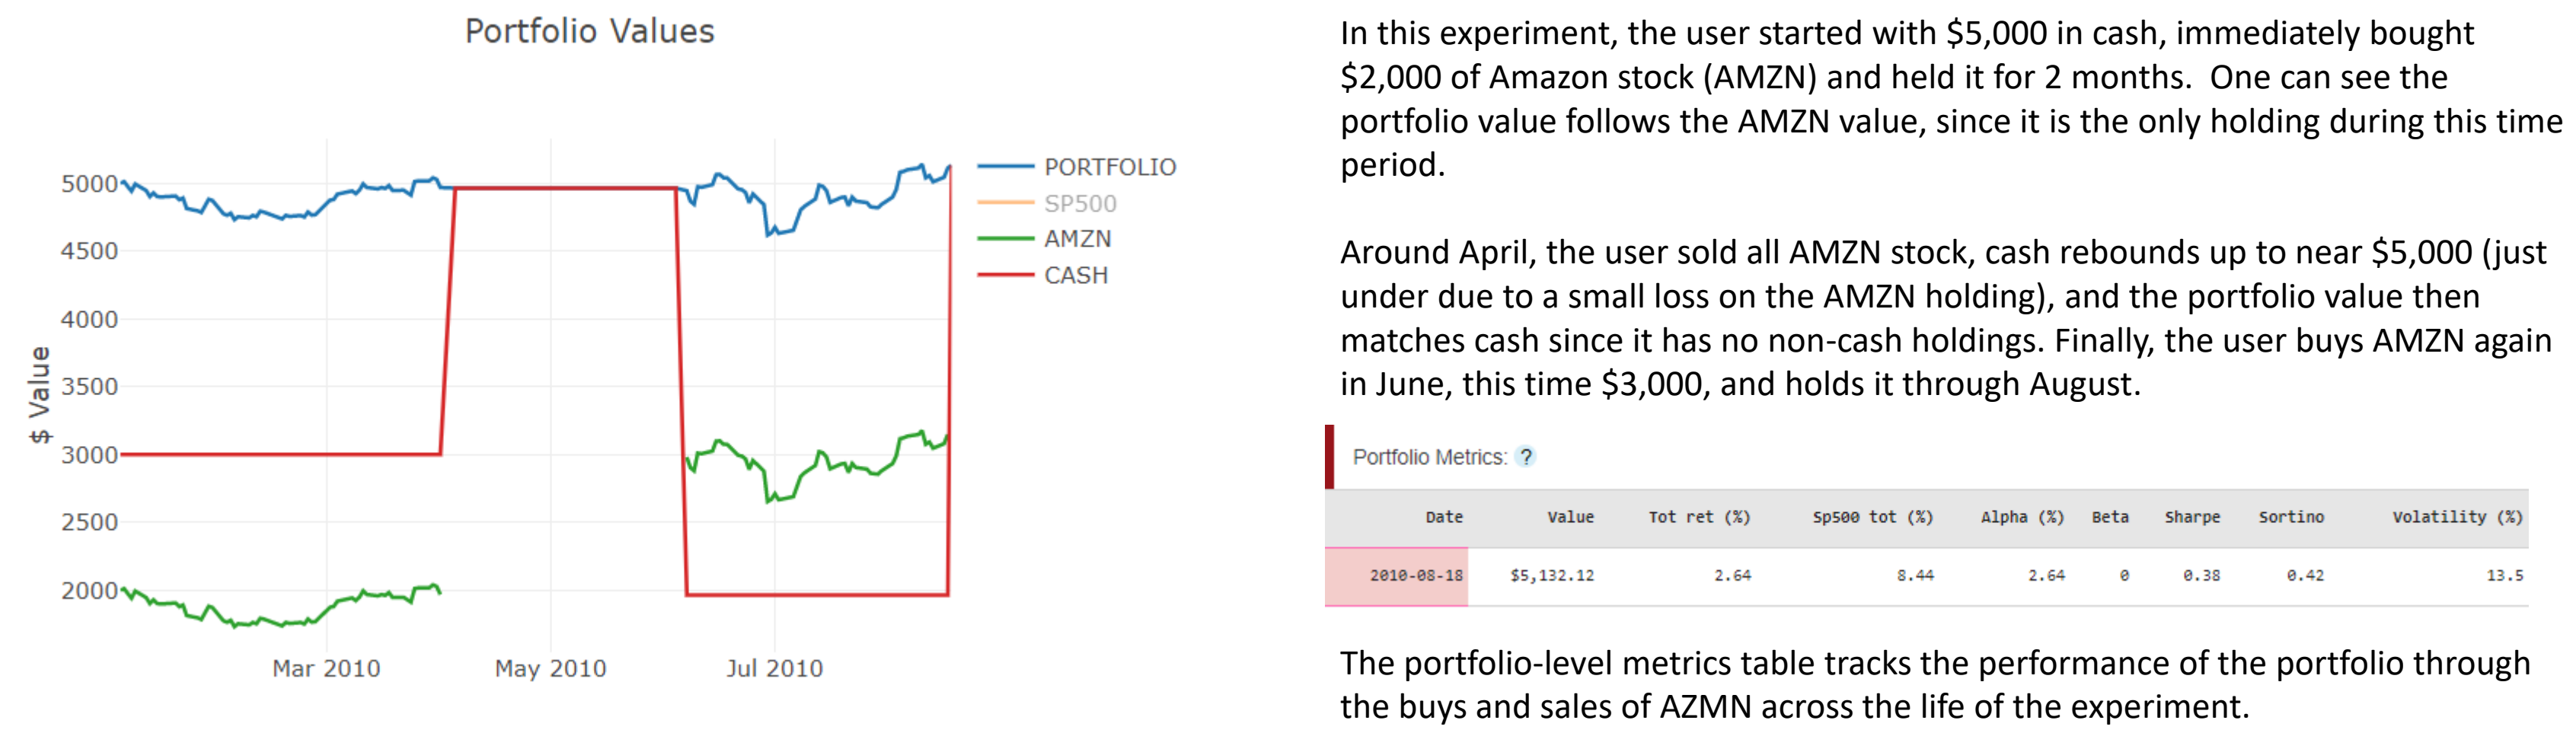 Portfolio Values
$ Value
5000
4500
4000
3500
3000
2500
2000
Mar 2010
May 2010
Jul 2010
PORTFOLIO
SP500
AMZN
CASH
In this experiment, the user started with $5,000 in cash, immediately bought
$2,000 of Amazon stock (AMZN) and held it for 2 months.  One can see the
portfolio value follows the AMZN value, since it is the only holding during this time
period.
Around April, the user sold all AMZN stock, cash rebounds up to near $5,000 (just
under due to a small loss on the AMZN holding), and the portfolio value then
matches cash since it has no non-cash holdings. Finally, the user buys AMZN again
in June, this time $3,000, and holds it through August.
Portfolio Metrics: ?
Date Value Tot ret (%) Sp500 tot (%) Alpha (%) Beta Sharpe Sortino Volatility (%)
2010-08-18 $5,132.12 2.64 8.44 2.64 0 0.38 0.42 13.5
The portfolio-level metrics table tracks the performance of the portfolio through
the buys and sales of AZMN across the life of the experiment.